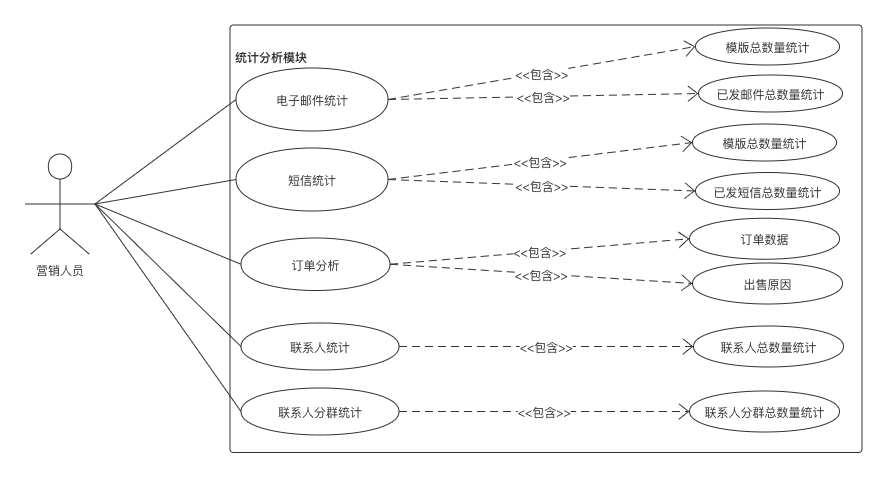 统计分析模块
模版总数量统计
<<包含>>
电子邮件统计
<<包含>>
已发邮件总数量统计
模版总数量统计
<<包含>>
短信统计
<<包含>>
已发短信总数量统计
订单数据
<<包含>>
订单分析
营销人员
<<包含>>
出售原因
联系人统计
<<包含>>
联系人总数量统计
联系人分群统计
<<包含>>
联系人分群总数量统计